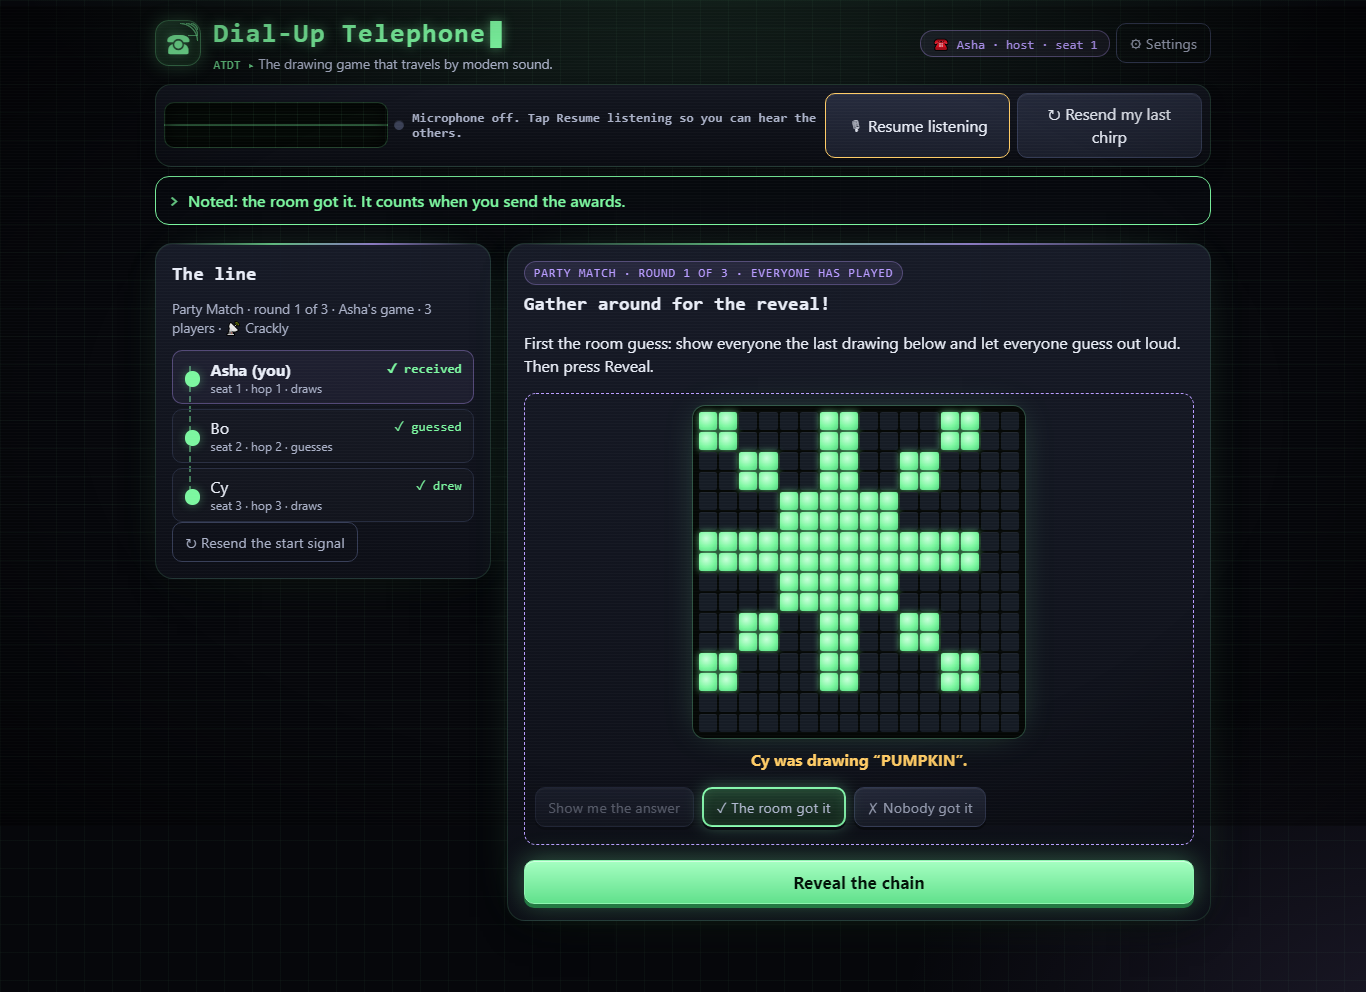 Dial-Up Telephone
ATDT ▸ The drawing game that travels by modem sound.
☎️ Asha · host · seat 1
⚙ Settings
Microphone off. Tap Resume listening so you can hear the
others.
🎙 Resume listening
↻ Resend my last
chirp
> Noted: the room got it. It counts when you send the awards.
The line
Party Match · round 1 of 3 · Asha's game · 3
players · 📡 Crackly
Asha (you)
✓ received
seat 1 · hop 1 · draws
Bo
✓ guessed
seat 2 · hop 2 · guesses
Cy
✓ drew
seat 3 · hop 3 · draws
↻ Resend the start signal
PARTY MATCH · ROUND 1 OF 3 · EVERYONE HAS PLAYED
Gather around for the reveal!
First the room guess: show everyone the last drawing below and let everyone guess out loud.
Then press Reveal.
Cy was drawing “PUMPKIN”.
Show me the answer
✓ The room got it
✗ Nobody got it
Reveal the chain